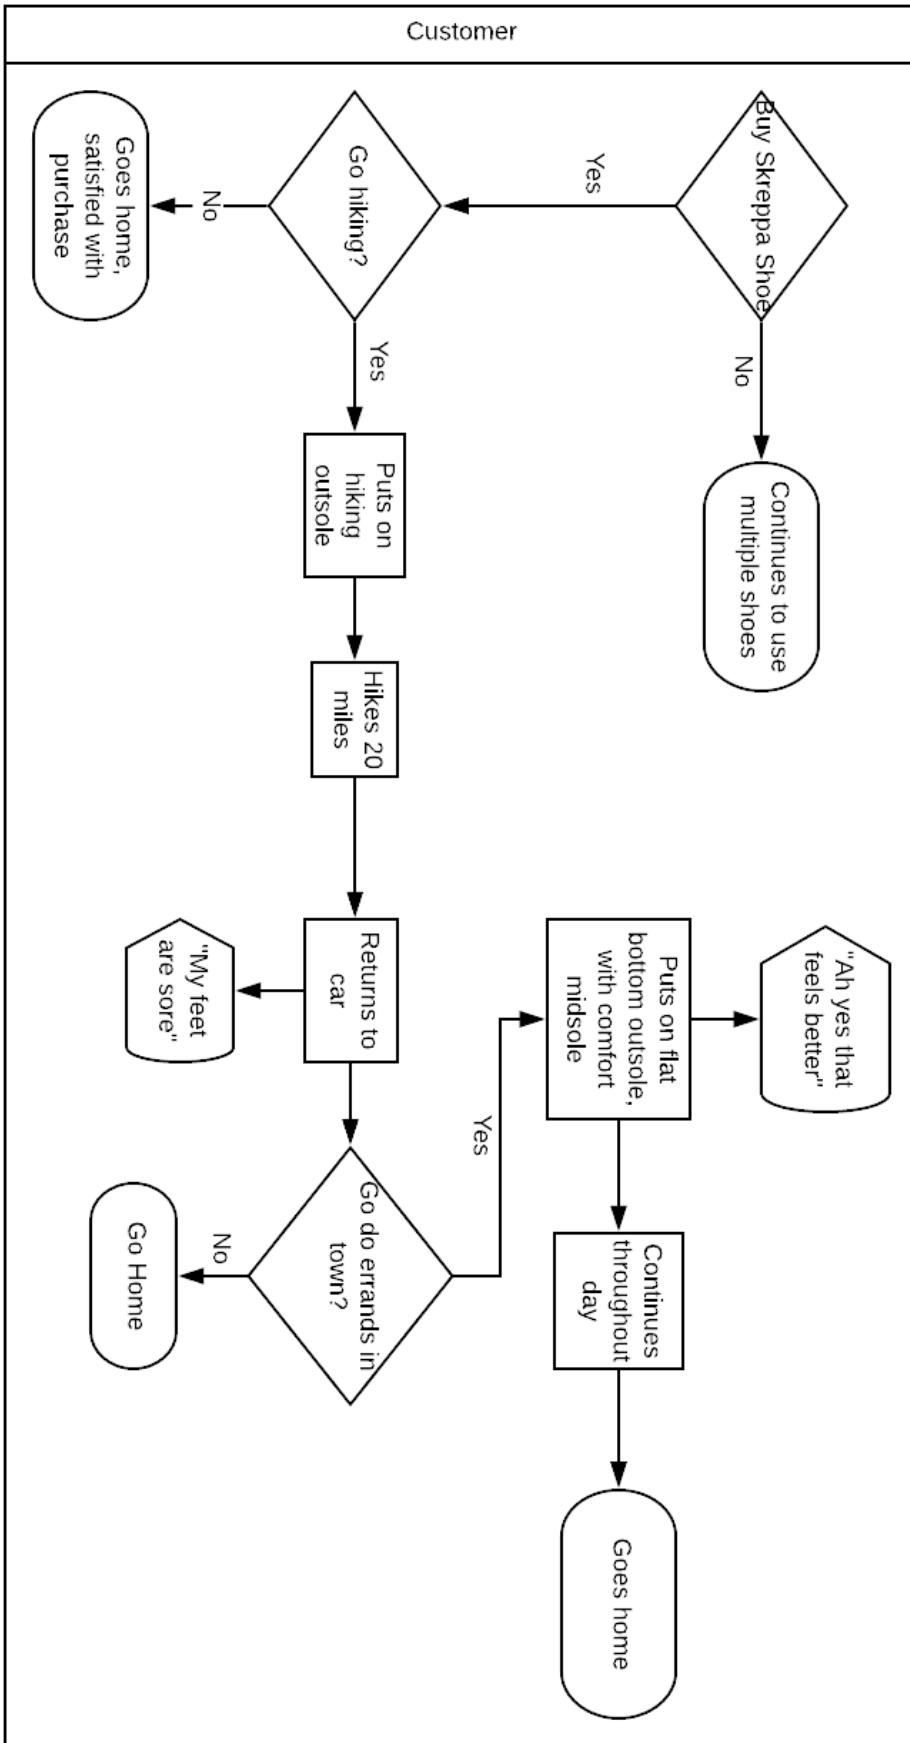 Customer
Buy Skreppa Shoe
No
Continues to use
multiple shoes
Yes
Go hiking?
No
Goes home,
satisfied with
purchase
Yes
Puts on
hiking
outsole
Hikes 20
miles
Returns to
car
"My feet
are sore"
Go do errands in
town?
No
Go Home
Yes
Puts on flat
bottom outsole,
with comfort
midsole
"Ah yes that
feels better"
Continues
throughout
day
Goes home